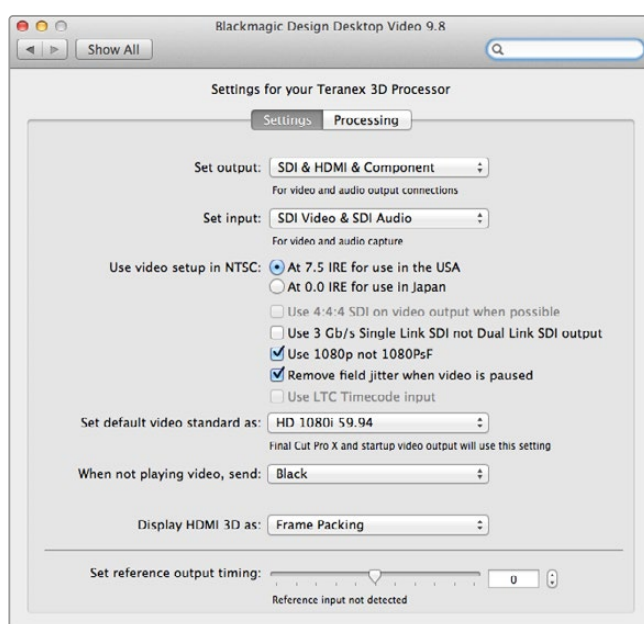 Blackmagic Design Desktop Video 9.8
Show All
Settings for your Teranex 3D Processor
Settings Processing
Set output: SDI & HDMI & Component
For video and audio output connections
Set input: SDI Video & SDI Audio
For video and audio capture
Use video setup in NTSC: At 7.5 IRE for use in the USA
At 0.0 IRE for use in Japan
Use 4:4:4 SDI on video output when possible
Use 3 Gb/s Single Link SDI not Dual Link SDI output
Use 1080p not 1080PsF
Remove field jitter when video is paused
Use LTC Timecode input
Set default video standard as: HD 1080i 59.94
Final Cut Pro X and startup video output will use this setting
When not playing video, send: Black
Display HDMI 3D as: Frame Packing
Set reference output timing: 0
Reference input not detected